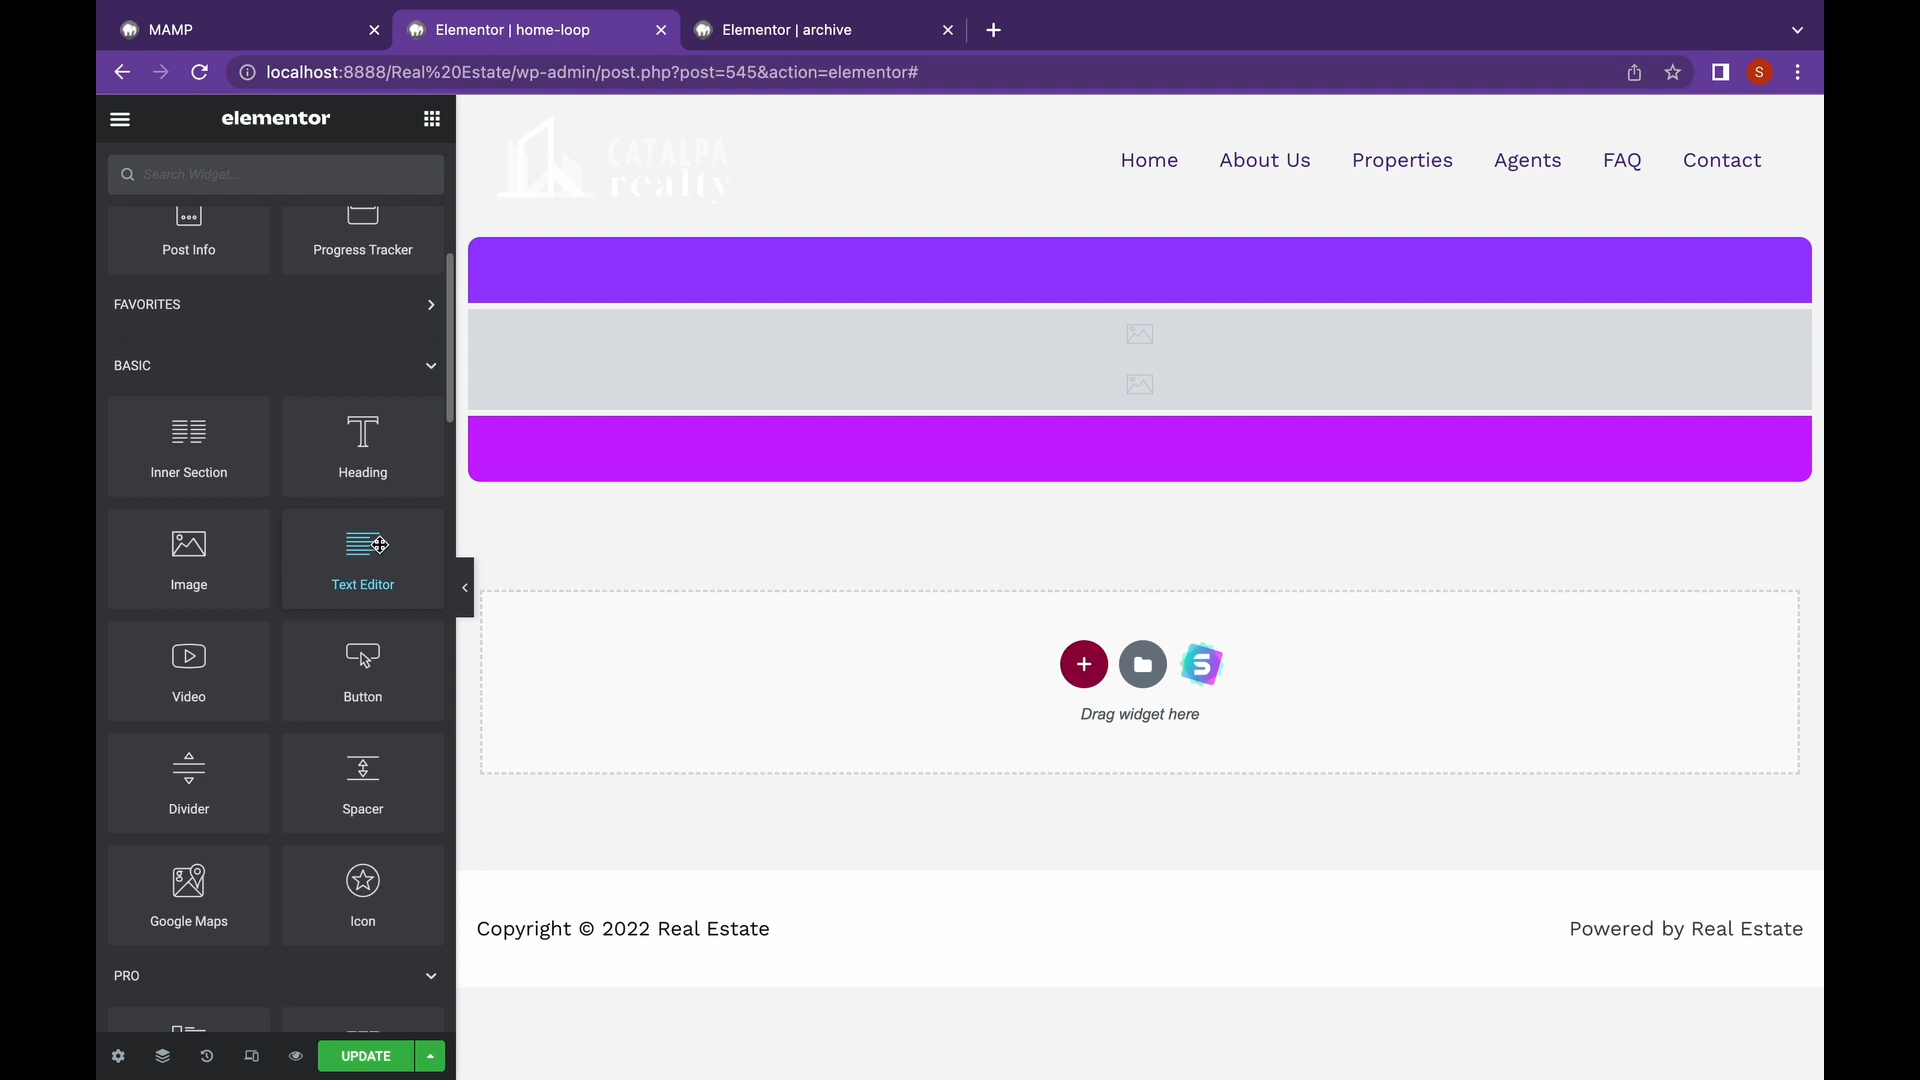 MAMP
Elementor | home-loop
Elementor | archive
localhost:8888/Real%20Estate/wp-admin/post.php?post=545&action=elementor#
S
elementor
Search Widget...
Post Info
Progress Tracker
FAVORITES
BASIC
Inner Section
Heading
Image
Text Editor
Video
Button
Divider
Spacer
Google Maps
Icon
PRO
UPDATE
CATALPA
realty
Home
About Us
Properties
Agents
FAQ
Contact
S
Drag widget here
Copyright © 2022 Real Estate
Powered by Real Estate